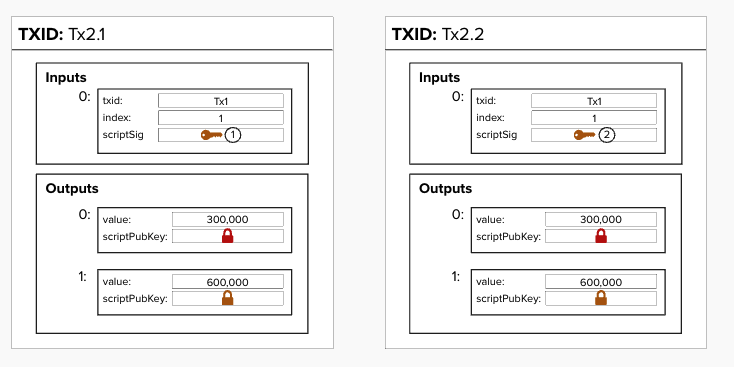 TXID: Tx2.1
Inputs
0:
txid: Tx1
index: 1
scriptSig 1
Outputs
0:
value: 300,000
scriptPubKey:
1:
value: 600,000
scriptPubKey:
TXID: Tx2.2
Inputs
0:
txid: Tx1
index: 1
scriptSig 2
Outputs
0:
value: 300,000
scriptPubKey:
1:
value: 600,000
scriptPubKey: